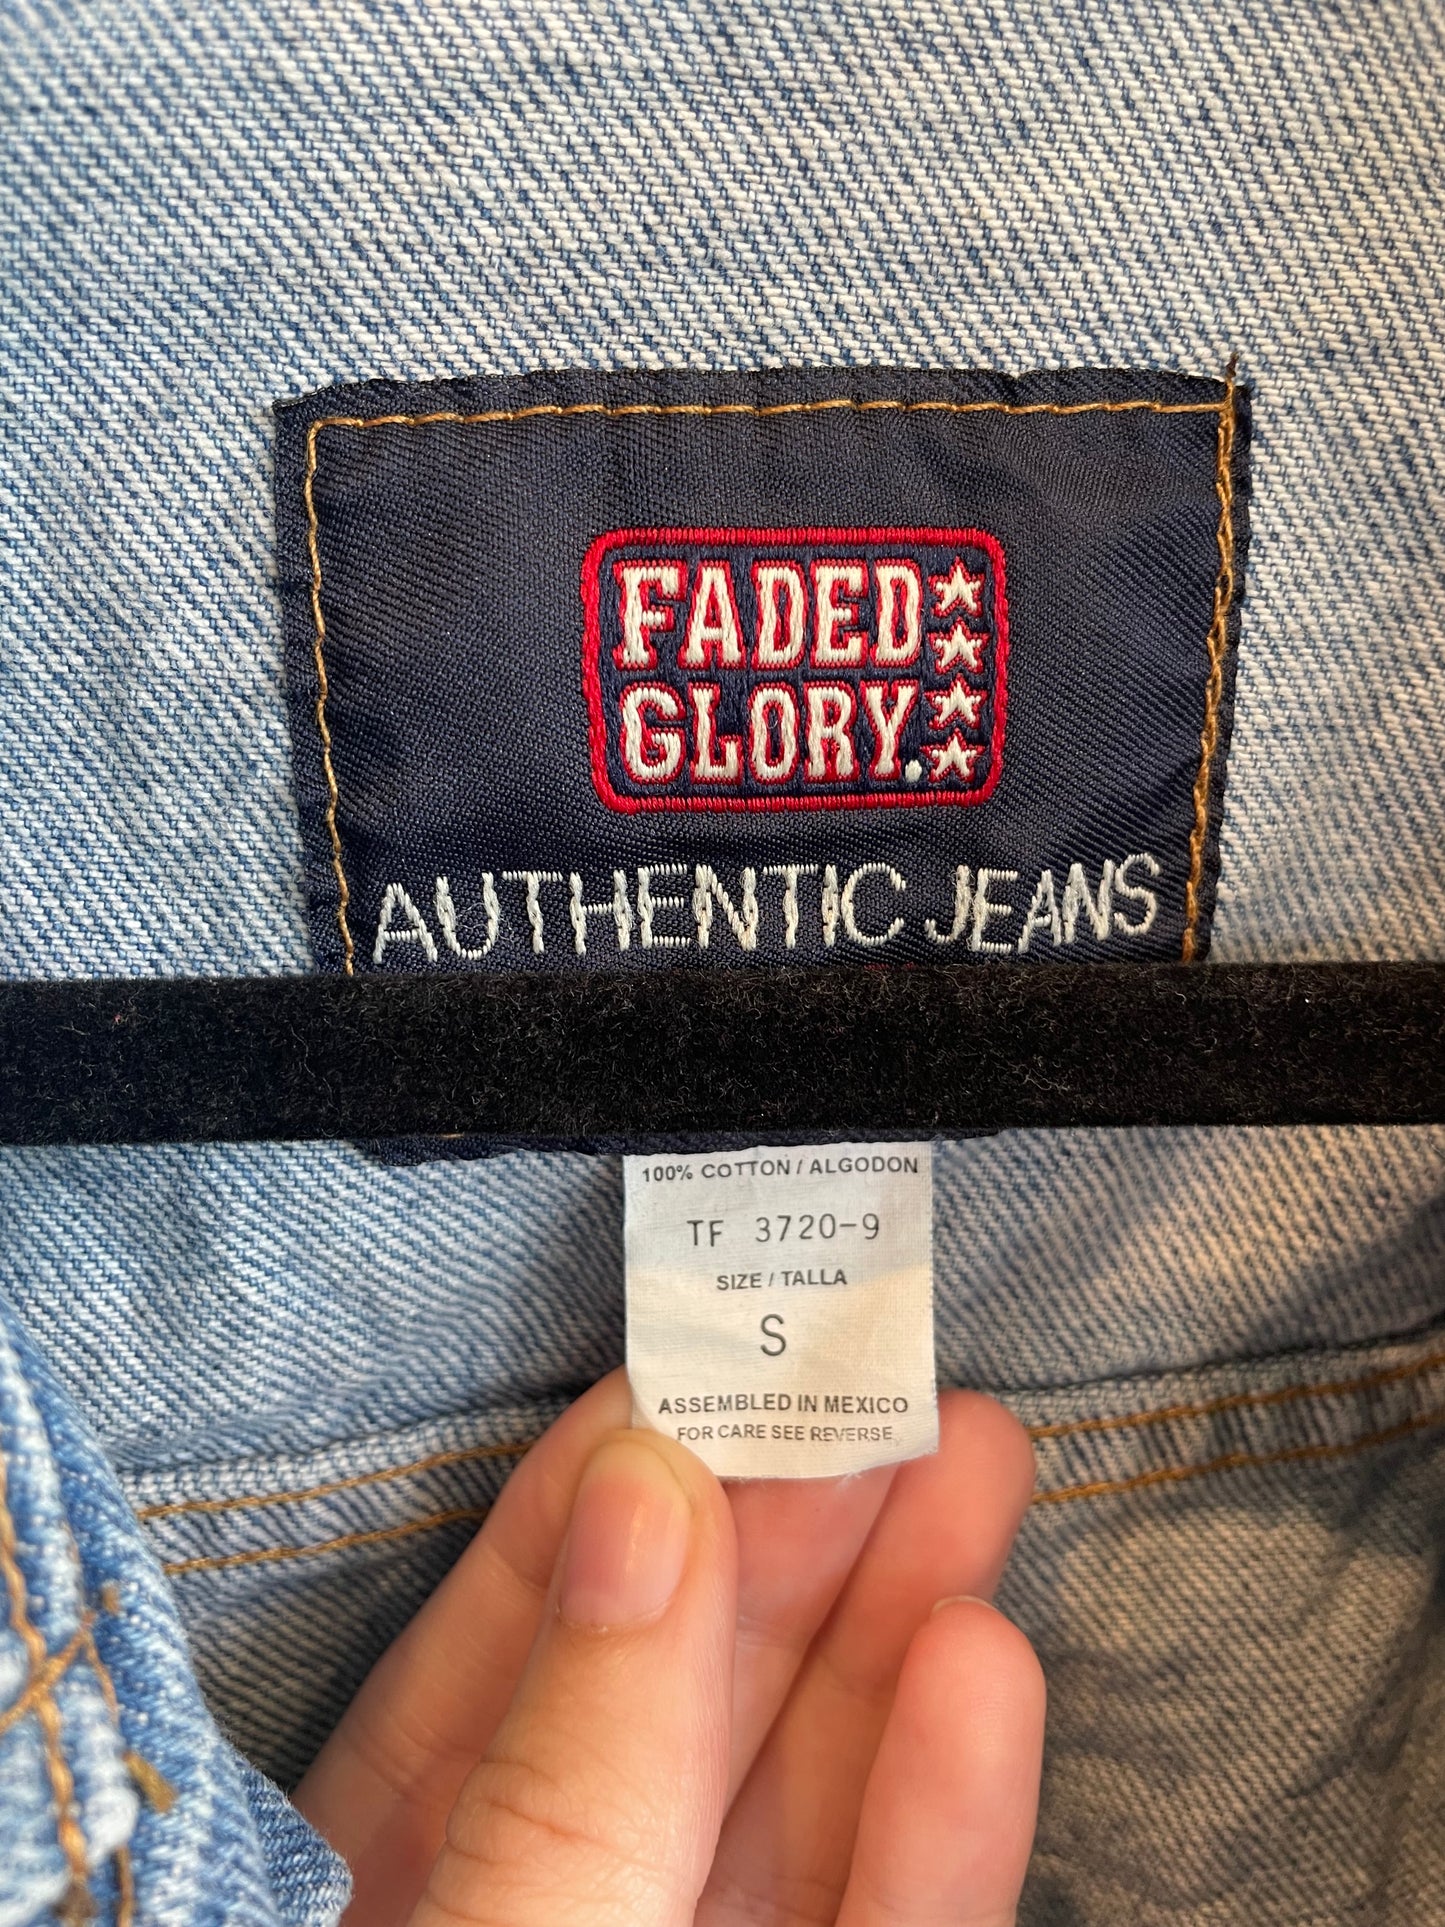 FADED
GLORY.
AUTHENTIC JEANS
100% COTTON / ALGODON
TF 3720-9
SIZE / TALLA
S
ASSEMBLED IN MEXICO
FOR CARE SEE REVERSE